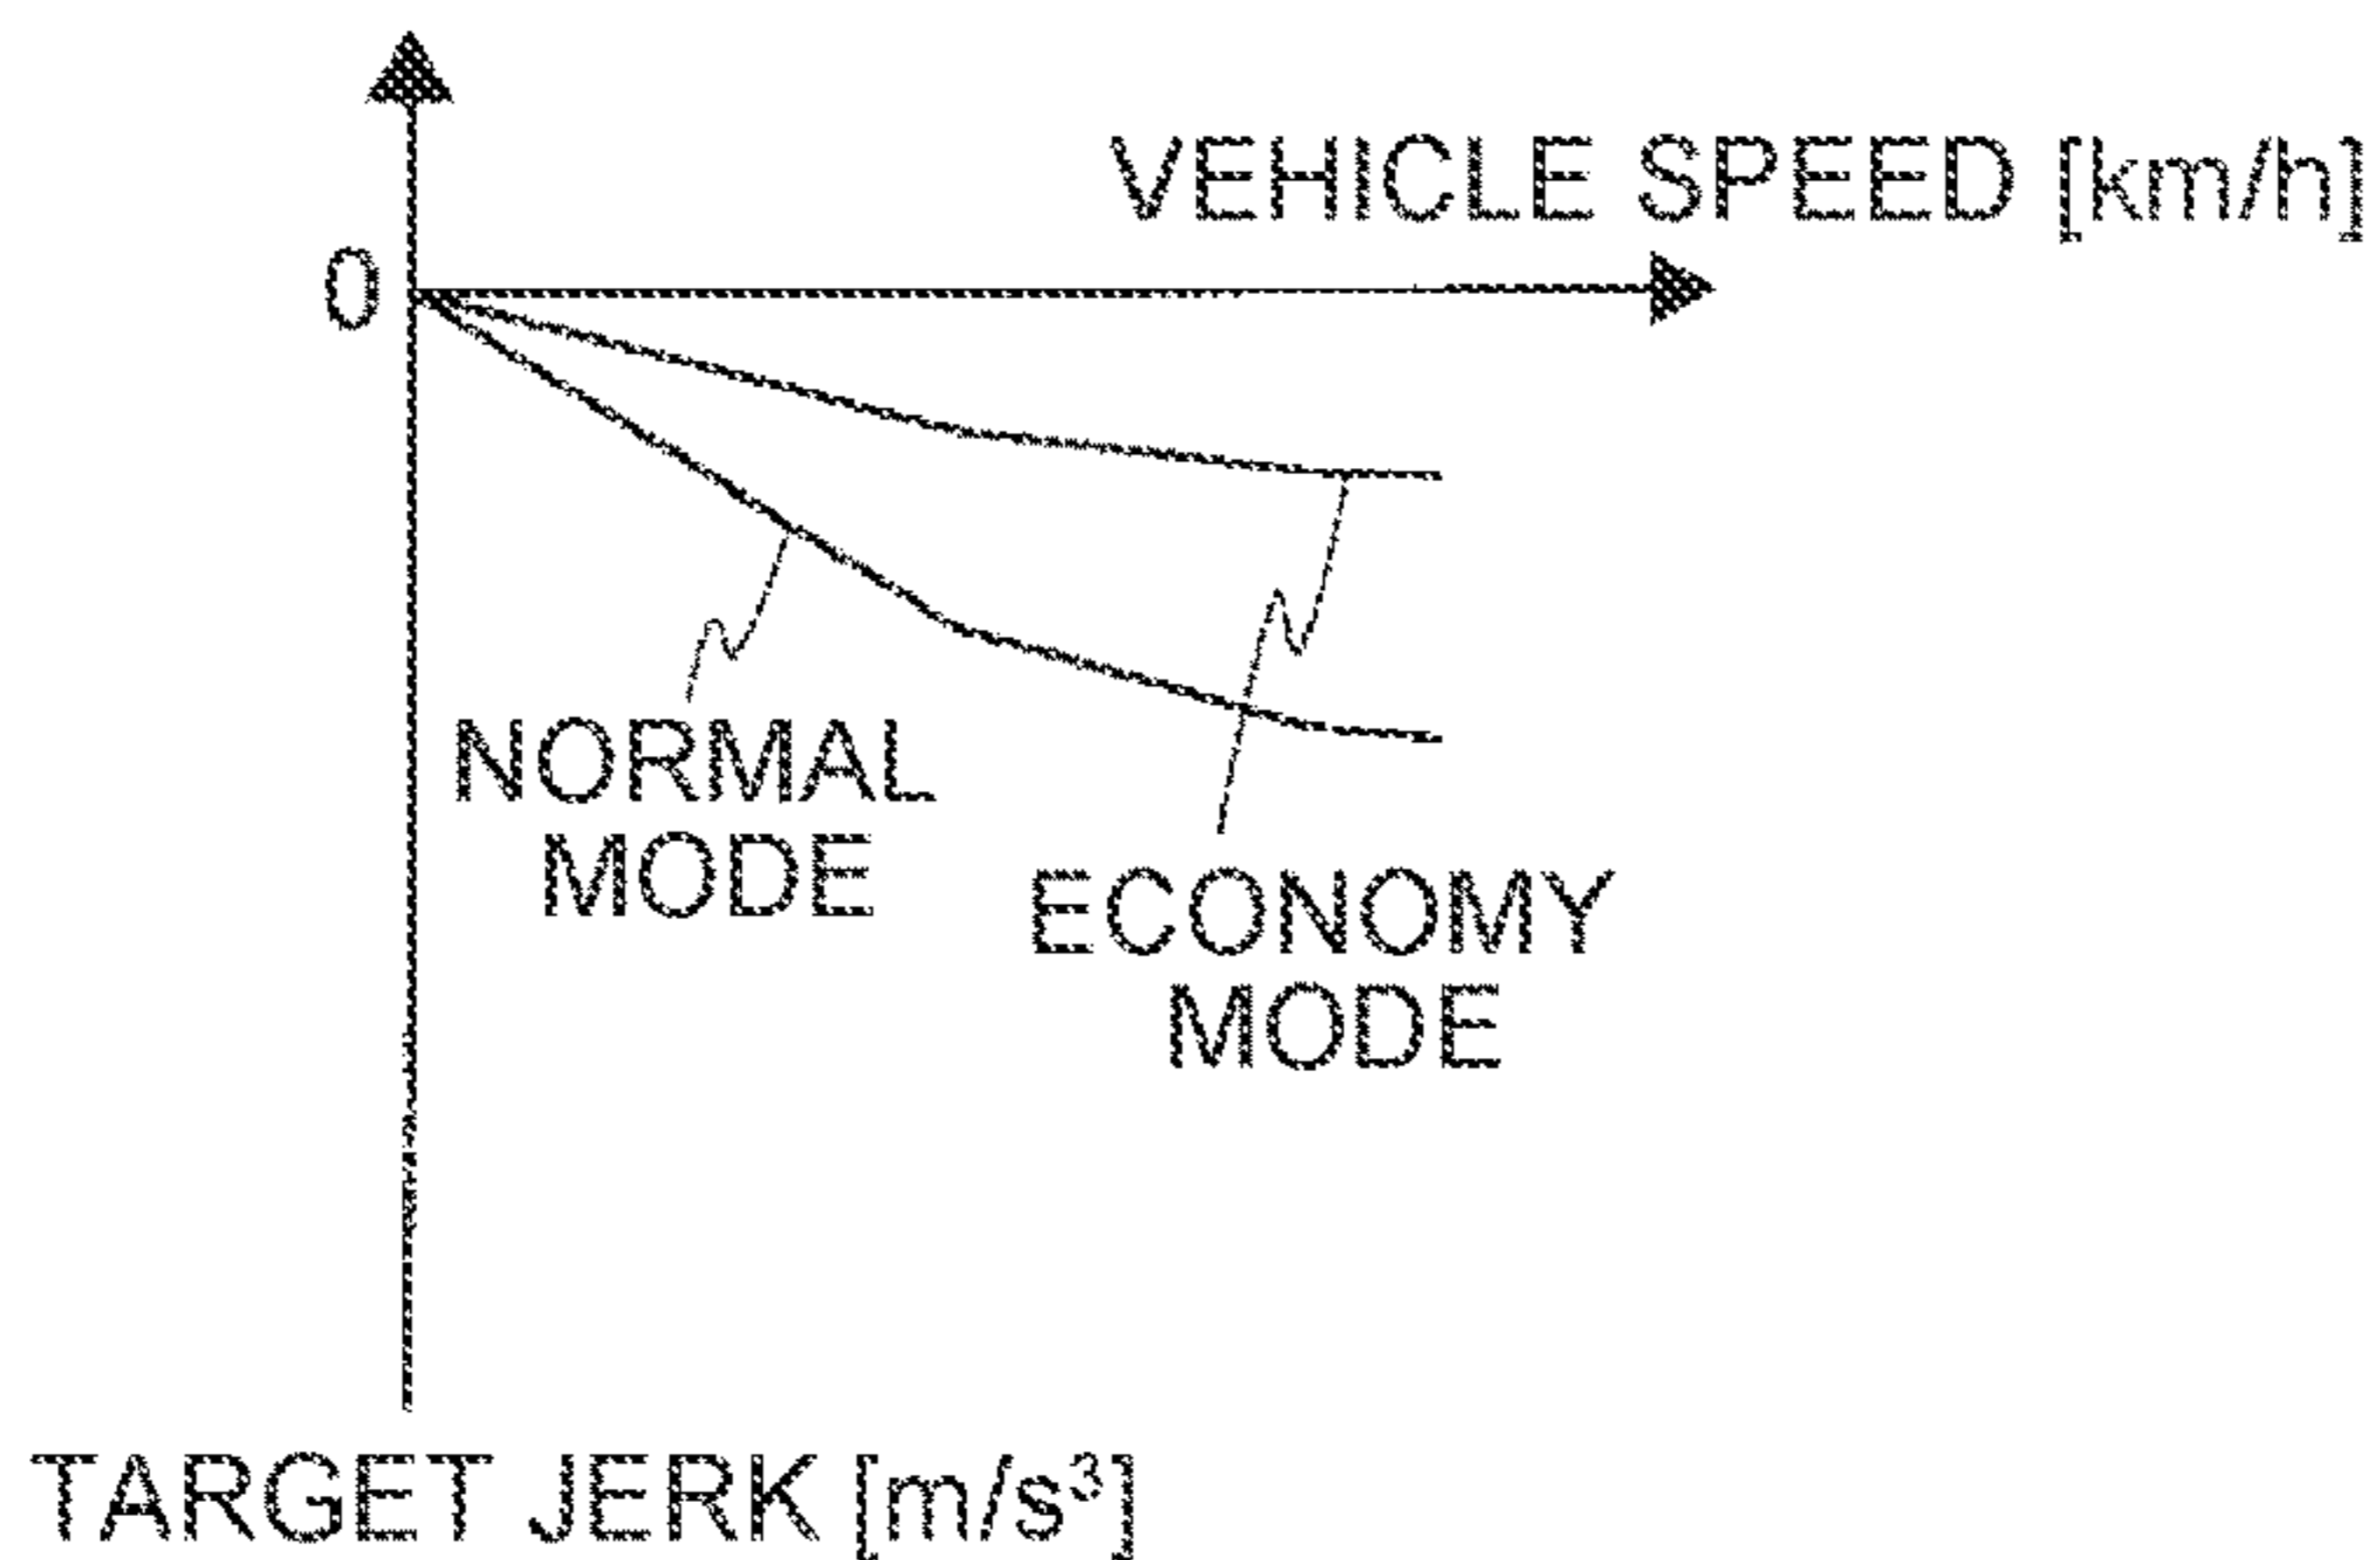 VEHICLE SPEED [km/h]
0
NORMAL
MODE
ECONOMY
MODE
TARGET JERK [m/s³]